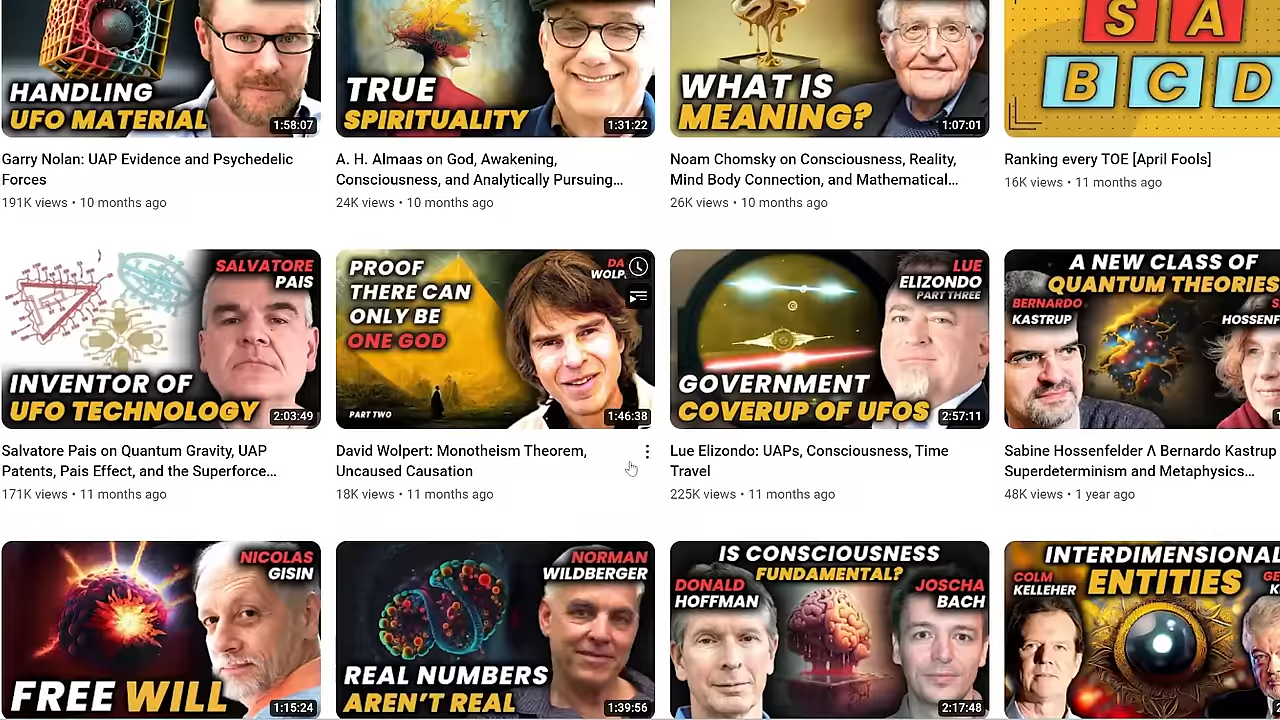 HANDLING
UFO MATERIAL
1:58:07
TRUE
SPIRITUALITY
1:31:22
WHAT IS
MEANING?
1:07:01
S A
B C D
Garry Nolan: UAP Evidence and Psychedelic
Forces
191K views • 10 months ago
A. H. Almaas on God, Awakening,
Consciousness, and Analytically Pursuing…
24K views • 10 months ago
Noam Chomsky on Consciousness, Reality,
Mind Body Connection, and Mathematical…
26K views • 10 months ago
Ranking every TOE [April Fools]
16K views • 11 months ago
SALVATORE
PAIS
INVENTOR OF
UFO TECHNOLOGY
2:03:49
PROOF
THERE CAN
ONLY BE
ONE GOD
PART TWO
DA
WOLP
1:46:38
LUE
ELIZONDO
PART THREE
GOVERNMENT
COVERUP OF UFOS
2:57:11
A NEW CLASS OF
QUANTUM THEORIES
BERNARDO
KASTRUP
S
HOSSENF
Salvatore Pais on Quantum Gravity, UAP
Patents, Pais Effect, and the Superforce…
171K views • 11 months ago
David Wolpert: Monotheism Theorem,
Uncaused Causation
18K views • 11 months ago
Lue Elizondo: UAPs, Consciousness, Time
Travel
225K views • 11 months ago
Sabine Hossenfelder Λ Bernardo Kastrup
Superdeterminism and Metaphysics…
48K views • 1 year ago
NICOLAS
GISIN
FREE WILL
1:15:24
NORMAN
WILDBERGER
REAL NUMBERS
AREN'T REAL
1:39:56
IS CONSCIOUSNESS
FUNDAMENTAL?
DONALD
HOFFMAN
JOSCHA
BACH
2:17:48
INTERDIMENSIONAL
ENTITIES
COLM
KELLEHER
GE
K
2